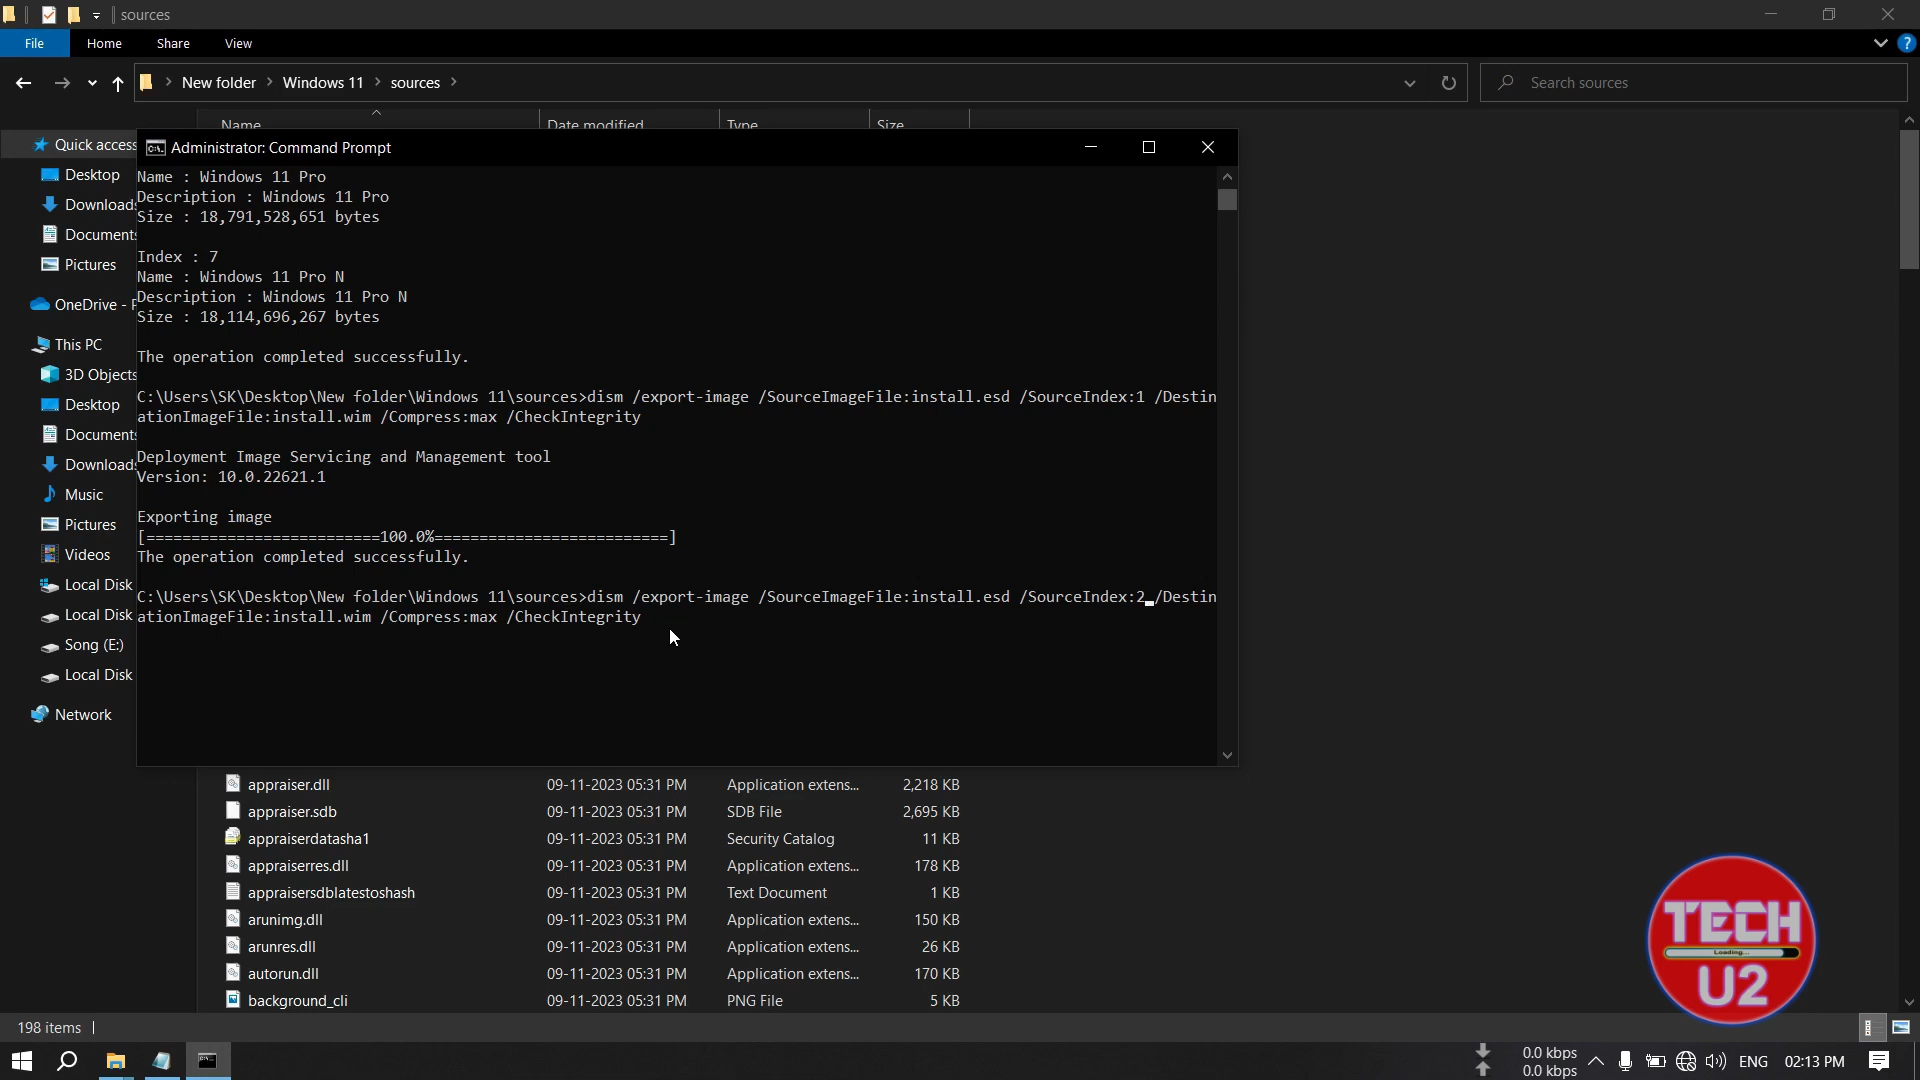 sources
File Home Share View
New folder > Windows 11 > sources >
Search sources
Name Date modified Type Size
Quick access
Desktop
Downloads
Documents
Pictures
OneDrive - P
This PC
3D Objects
Desktop
Documents
Downloads
Music
Pictures
Videos
Local Disk
Local Disk
Song (E:)
Local Disk
Network
Administrator: Command Prompt
Name : Windows 11 Pro
Description : Windows 11 Pro
Size : 18,791,528,651 bytes
Index : 7
Name : Windows 11 Pro N
Description : Windows 11 Pro N
Size : 18,114,696,267 bytes
The operation completed successfully.
C:\Users\SK\Desktop\New folder\Windows 11\sources>dism /export-image /SourceImageFile:install.esd /SourceIndex:1 /Destin
ationImageFile:install.wim /Compress:max /CheckIntegrity
Deployment Image Servicing and Management tool
Version: 10.0.22621.1
Exporting image
[==========================100.0%==========================]
The operation completed successfully.
C:\Users\SK\Desktop\New folder\Windows 11\sources>dism /export-image /SourceImageFile:install.esd /SourceIndex:2 /Destin
ationImageFile:install.wim /Compress:max /CheckIntegrity
appraiser.dll 09-11-2023 05:31 PM Application extens... 2,218 KB
appraiser.sdb 09-11-2023 05:31 PM SDB File 2,695 KB
appraiserdatasha1 09-11-2023 05:31 PM Security Catalog 11 KB
appraiserres.dll 09-11-2023 05:31 PM Application extens... 178 KB
appraisersdblatestoshash 09-11-2023 05:31 PM Text Document 1 KB
arunimg.dll 09-11-2023 05:31 PM Application extens... 150 KB
arunres.dll 09-11-2023 05:31 PM Application extens... 26 KB
autorun.dll 09-11-2023 05:31 PM Application extens... 170 KB
background_cli 09-11-2023 05:31 PM PNG File 5 KB
TECH
Loading...
U2
198 items
0.0 kbps
0.0 kbps
ENG 02:13 PM